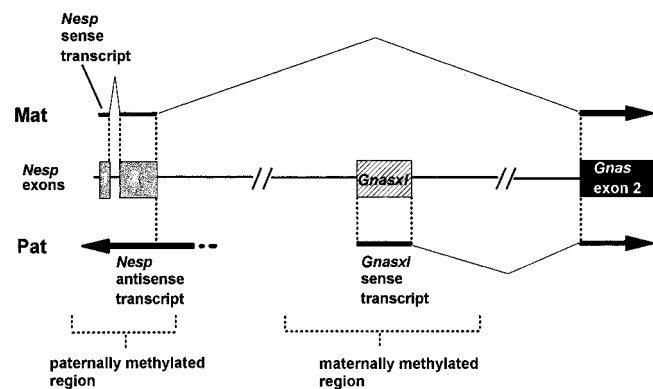 Nesp
sense
transcript
Mat
Nesp
exons
Gnasxl
Gnas
exon 2
Pat
Nesp
antisense
transcript
Gnasxl
sense
transcript
paternally methylated
region
maternally methylated
region